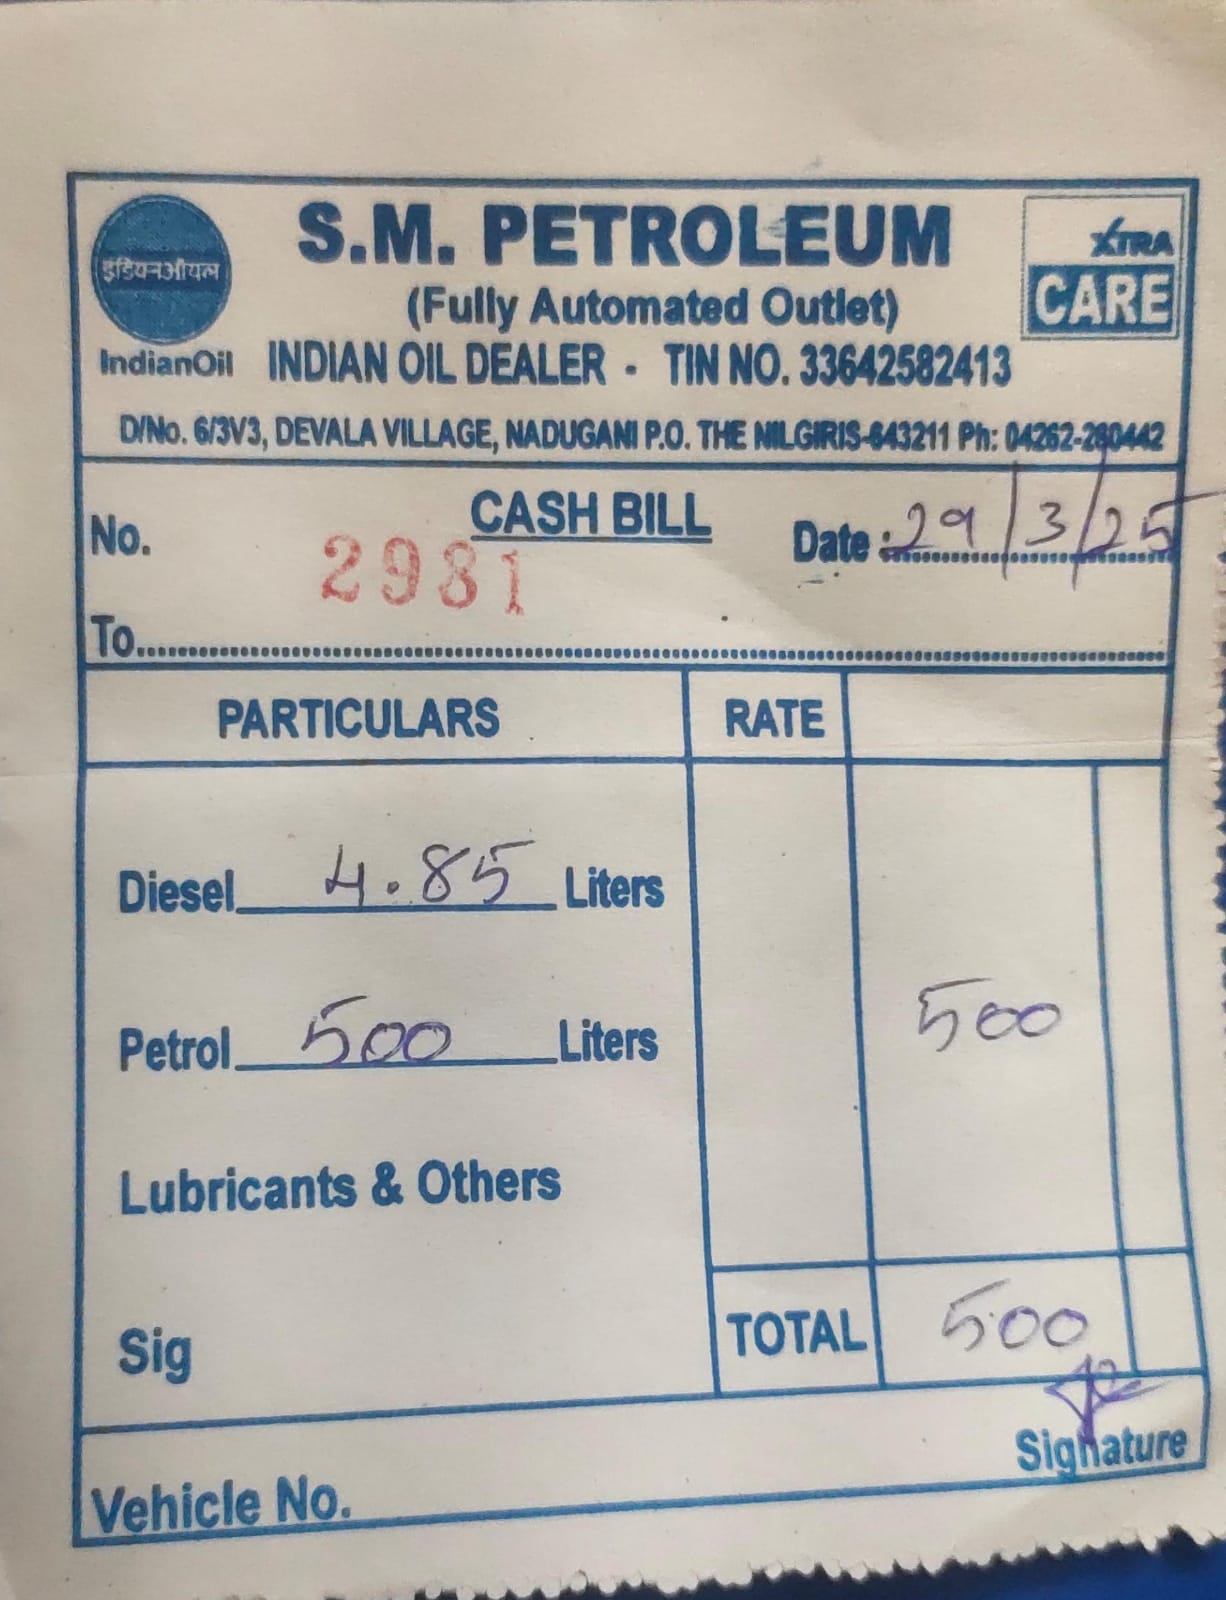 S.M. PETROLEUM
XTRA CARE
इंडियनऑयल
(Fully Automated Outlet)
IndianOil
INDIAN OIL DEALER - TIN NO. 33642582413
D/No. 6/3V3, DEVALA VILLAGE, NADUGANI P.O. THE NILGIRIS-643211 Ph: 04262-260442
CASH BILL
No. 2981
Date : 29/3/25
To
PARTICULARS RATE
Diesel 4.85 Liters
Petrol 500 Liters 500
Lubricants & Others
Sig
TOTAL 500
Signature
Vehicle No.